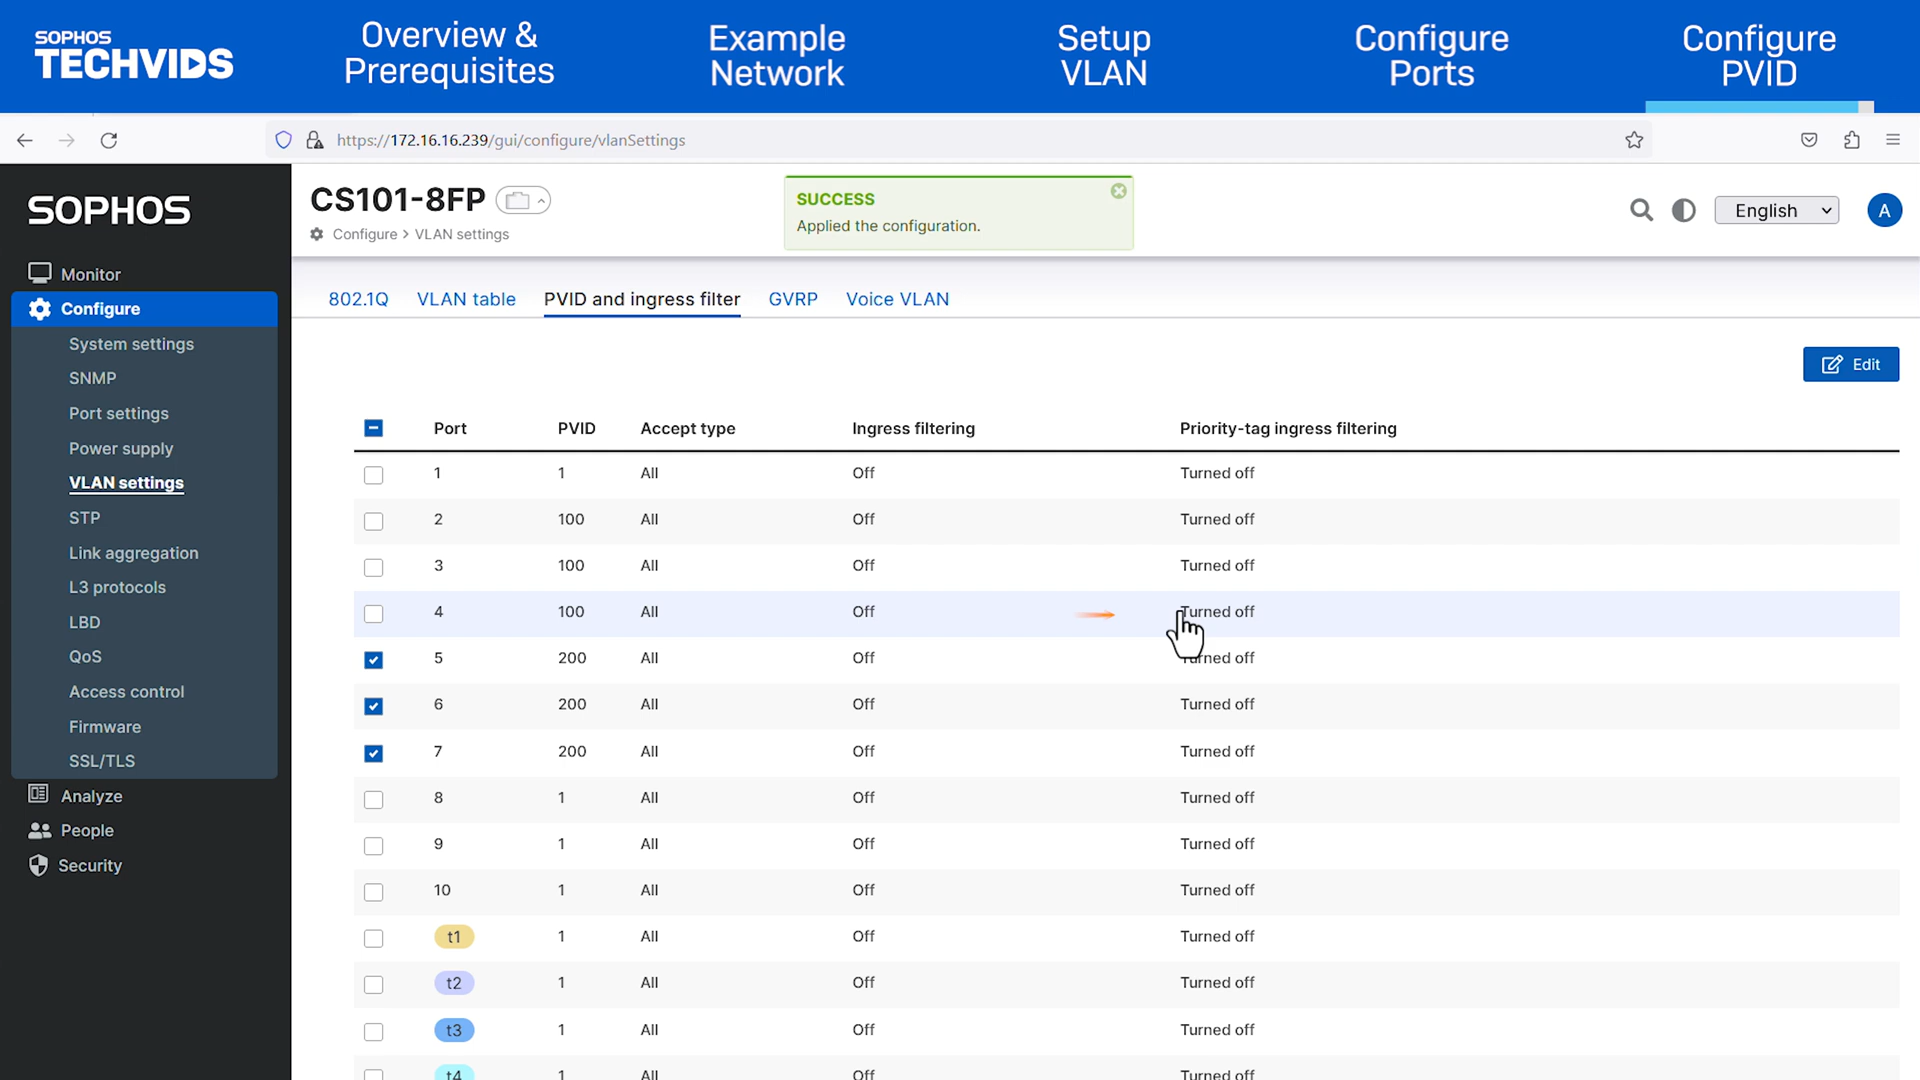 SOPHOS
TECHVIDS
Overview &
Prerequisites
Example
Network
Setup
VLAN
Configure
Ports
Configure
PVID
https://172.16.16.239/gui/configure/vlanSettings
SOPHOS
Monitor
Configure
System settings
SNMP
Port settings
Power supply
VLAN settings
STP
Link aggregation
L3 protocols
LBD
QoS
Access control
Firmware
SSL/TLS
Analyze
People
Security
CS101-8FP
Configure > VLAN settings
SUCCESS
Applied the configuration.
English
A
802.1Q VLAN table PVID and ingress filter GVRP Voice VLAN
Edit
Port PVID Accept type Ingress filtering Priority-tag ingress filtering
1 1 All Off Turned off
2 100 All Off Turned off
3 100 All Off Turned off
4 100 All Off Turned off
5 200 All Off Turned off
6 200 All Off Turned off
7 200 All Off Turned off
8 1 All Off Turned off
9 1 All Off Turned off
10 1 All Off Turned off
t1 1 All Off Turned off
t2 1 All Off Turned off
t3 1 All Off Turned off
t4 1 All Off Turned off